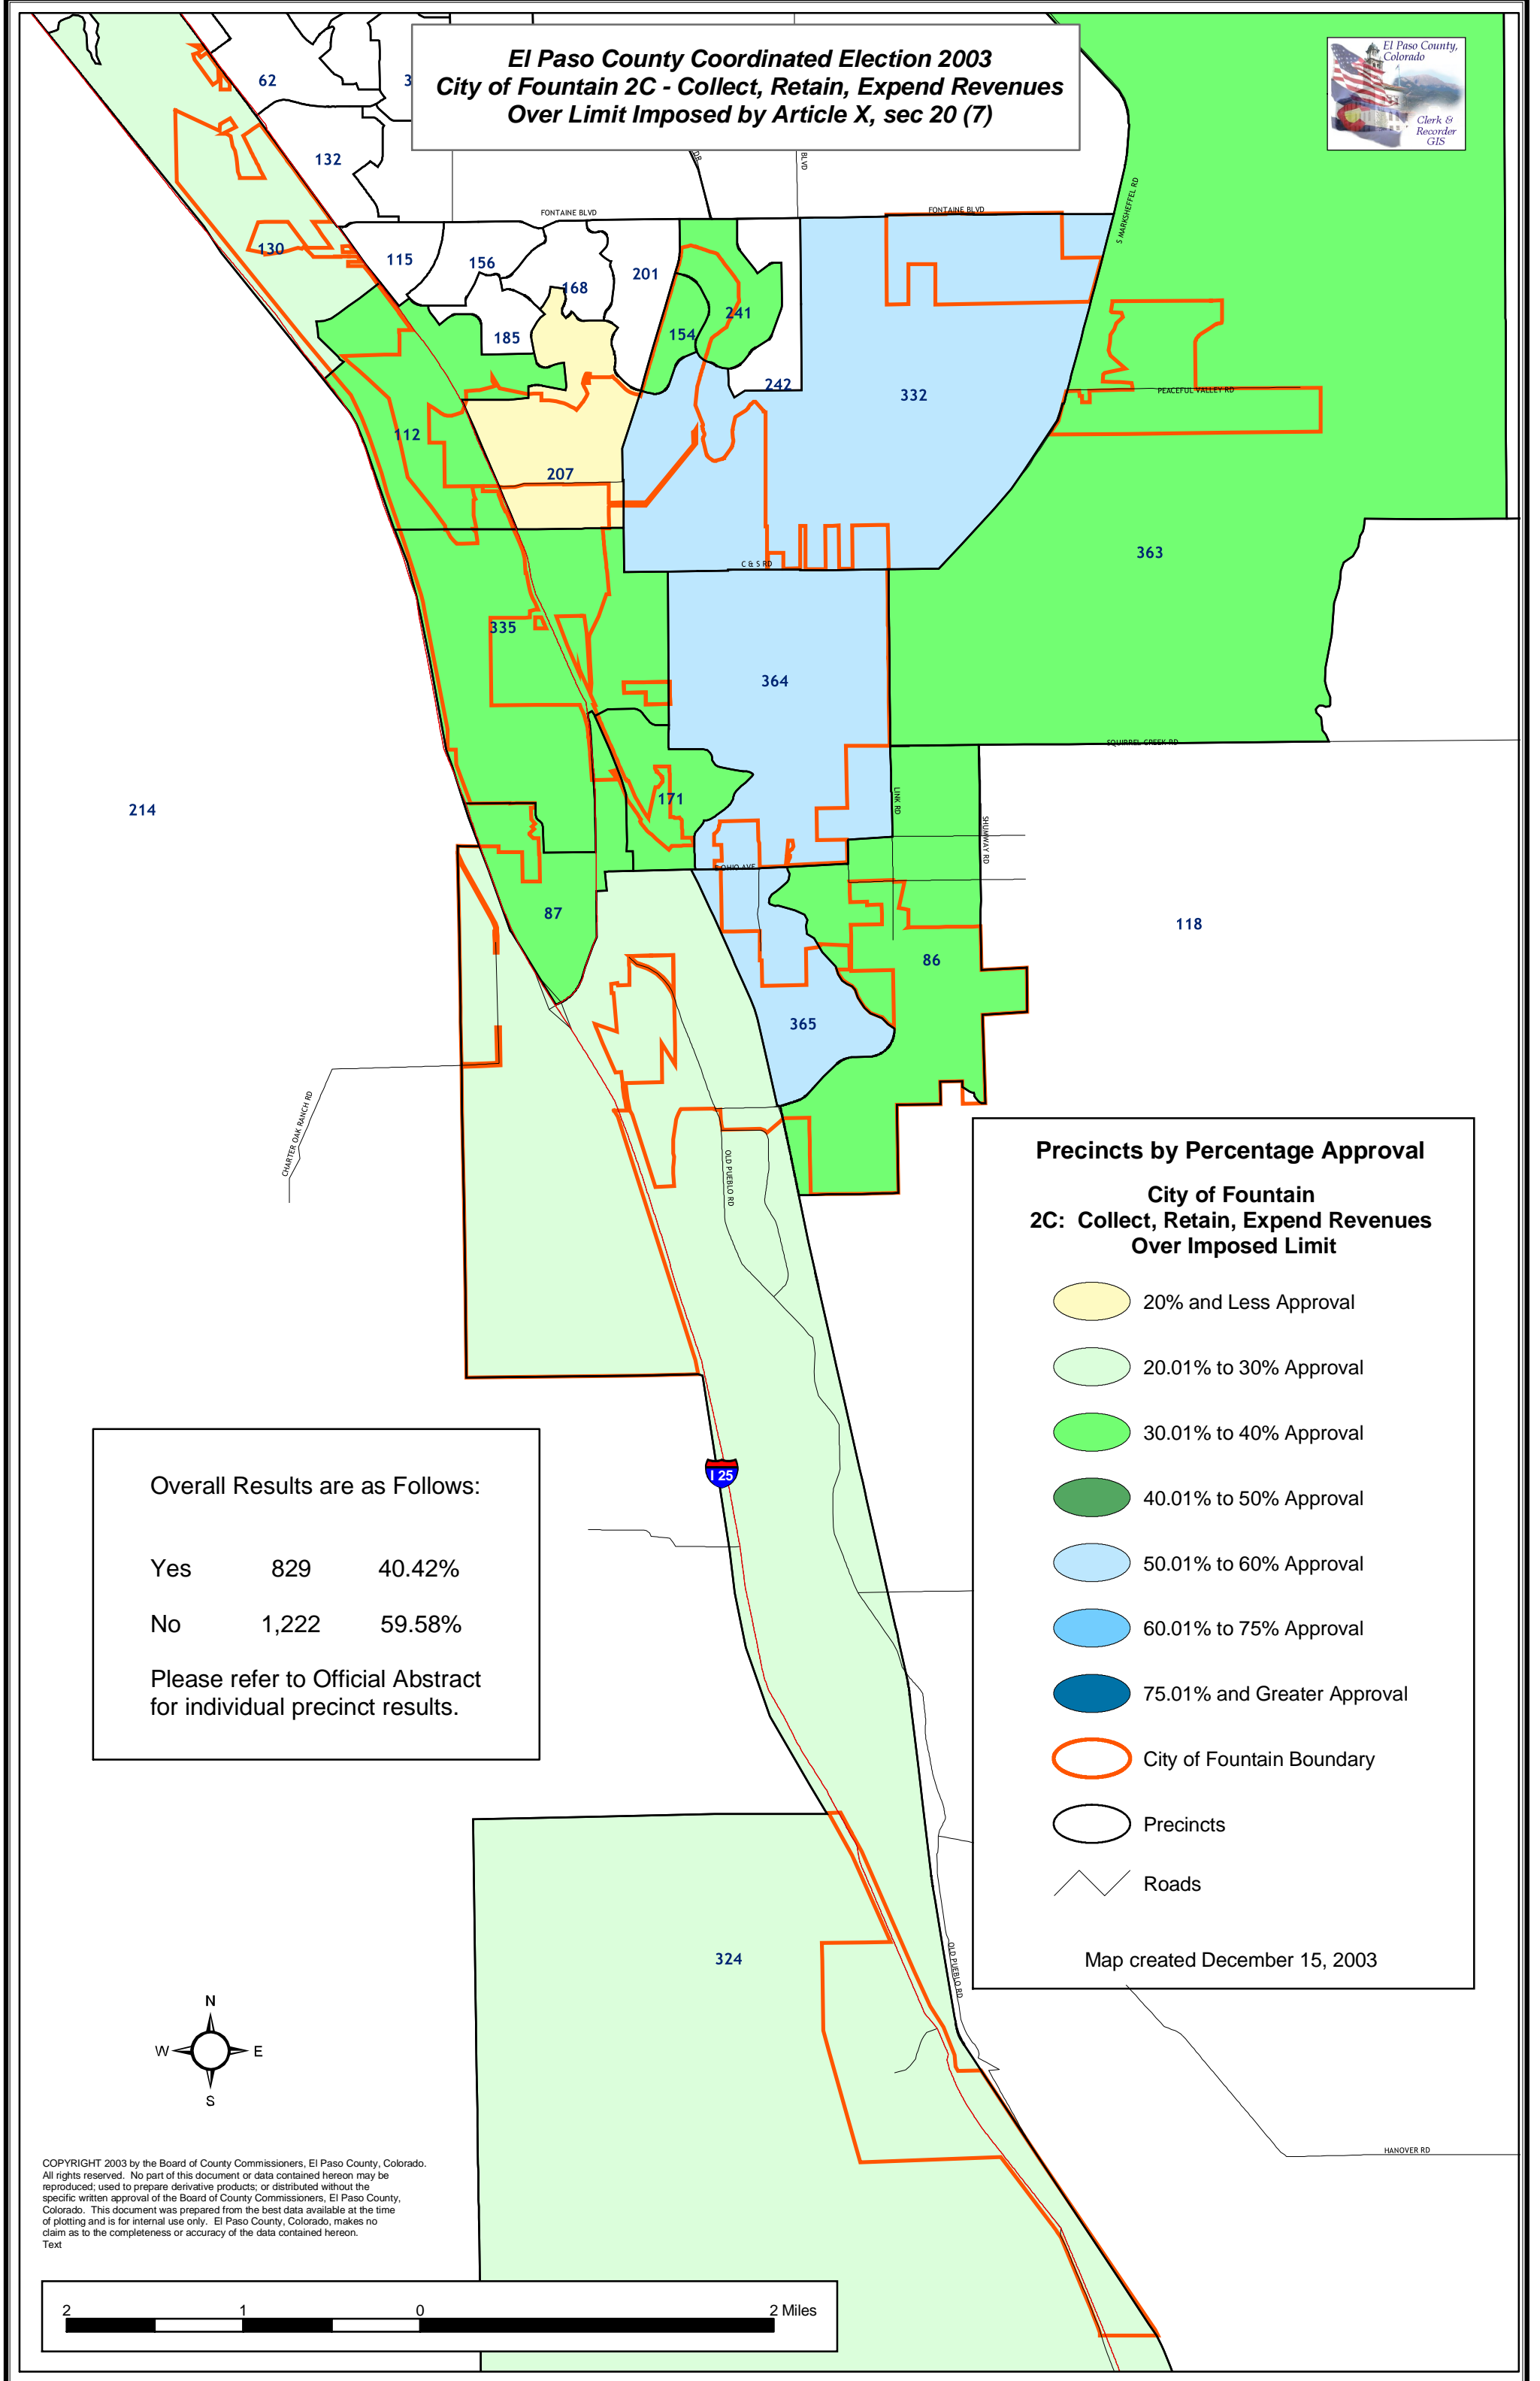 El Paso County Coordinated Election 2003
City of Fountain 2C - Collect, Retain, Expend Revenues
Over Limit Imposed by Article X, sec 20 (7)
El Paso County,
Colorado
Clerk &
Recorder
GIS
62
3
132
DR
BLVD
FONTAINE BLVD
FONTAINE BLVD
S MARKSHEFFEL RD
130
115
156
168
201
241
154
185
242
332
PEACEFUL VALLEY RD
112
207
363
C & S RD
335
364
SQUIRREL CREEK RD
214
171
LINK RD
SHUMWAY RD
OHIO AVE
87
118
86
365
CHARTER OAK RANCH RD
OLD PUEBLO RD
Precincts by Percentage Approval
City of Fountain
2C: Collect, Retain, Expend Revenues
Over Imposed Limit
20% and Less Approval
20.01% to 30% Approval
30.01% to 40% Approval
40.01% to 50% Approval
50.01% to 60% Approval
60.01% to 75% Approval
75.01% and Greater Approval
City of Fountain Boundary
Precincts
Roads
Map created December 15, 2003
I 25
Overall Results are as Follows:
Yes 829 40.42%
No 1,222 59.58%
Please refer to Official Abstract
for individual precinct results.
324
OLD PUEBLO RD
HANOVER RD
N
W E
S
COPYRIGHT 2003 by the Board of County Commissioners, El Paso County, Colorado.
All rights reserved. No part of this document or data contained hereon may be
reproduced; used to prepare derivative products; or distributed without the
specific written approval of the Board of County Commissioners, El Paso County,
Colorado. This document was prepared from the best data available at the time
of plotting and is for internal use only. El Paso County, Colorado, makes no
claim as to the completeness or accuracy of the data contained hereon.
Text
2 1 0 2 Miles